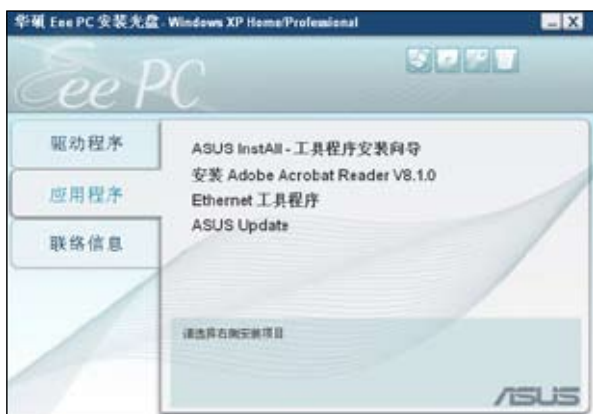 华硕 Eee PC 安装光盘 - Windows XP Home/Professional
Eee PC
驱动程序
应用程序
联络信息
ASUS InstAll - 工具程序安装向导
安装 Adobe Acrobat Reader V8.1.0
Ethernet 工具程序
ASUS Update
请选择右侧安装项目
ASUS